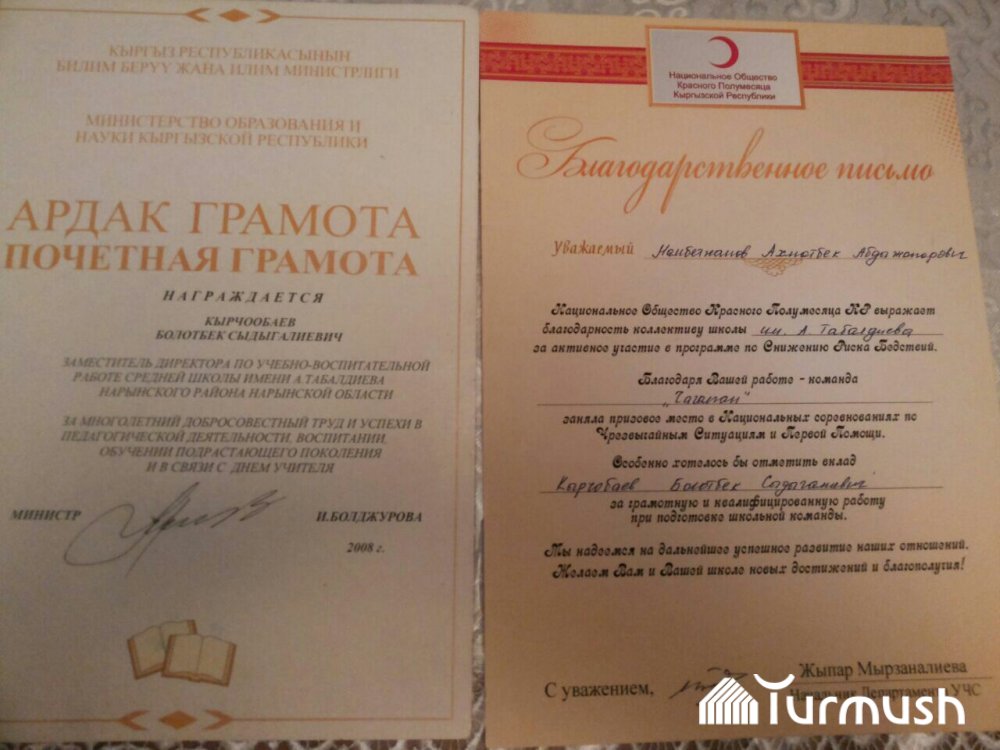 КЫРГЫЗ РЕСПУБЛИКАСЫНЫН
БИЛИМ БЕРҮҮ ЖАНА ИЛИМ МИНИСТРЛИГИ
МИНИСТЕРСТВО ОБРАЗОВАНИЯ И
НАУКИ КЫРГЫЗСКОЙ РЕСПУБЛИКИ
АРДАК ГРАМОТА
ПОЧЕТНАЯ ГРАМОТА
НАГРАЖДАЕТСЯ
КЫРЧООБАЕВ
БОЛОТБЕК СЫДЫГАЛИЕВИЧ
ЗАМЕСТИТЕЛЬ ДИРЕКТОРА ПО УЧЕБНО-ВОСПИТАТЕЛЬНОЙ
РАБОТЕ СРЕДНЕЙ ШКОЛЫ ИМЕНИ А.ТАБАЛДИЕВА
НАРЫНСКОГО РАЙОНА НАРЫНСКОЙ ОБЛАСТИ
ЗА МНОГОЛЕТНИЙ ДОБРОСОВЕСТНЫЙ ТРУД И УСПЕХИ В
ПЕДАГОГИЧЕСКОЙ ДЕЯТЕЛЬНОСТИ, ВОСПИТАНИИ,
ОБУЧЕНИИ ПОДРАСТАЮЩЕГО ПОКОЛЕНИЯ
И В СВЯЗИ С ДНЕМ УЧИТЕЛЯ
МИНИСТР И.БОЛДЖУРОВА
2008 г.
Национальное Общество
Красного Полумесяца
Кыргызской Республики
Благодарственное письмо
Уважаемый Ахматбек
Национальное Общество Красного Полумесяца КР выражает
благодарность коллективу школы им. А Табалдиева
за активное участие в программе по Снижению Риска Бедствий.
Благодаря Вашей работе - команда
заняла призовое место в Национальных соревнованиях по
Чрезвычайным Ситуациям и Первой Помощи.
Особенно хотелось бы отметить вклад
Болотбек
за грамотную и квалифицированную работу
при подготовке школьной команды.
Мы надеемся на дальнейшее успешное развитие наших отношений.
Желаем Вам и Вашей школе новых достижений и благополучия!
С уважением,
Жыпар Мырзаналиева
Начальник Департамента УЧС
Turmush